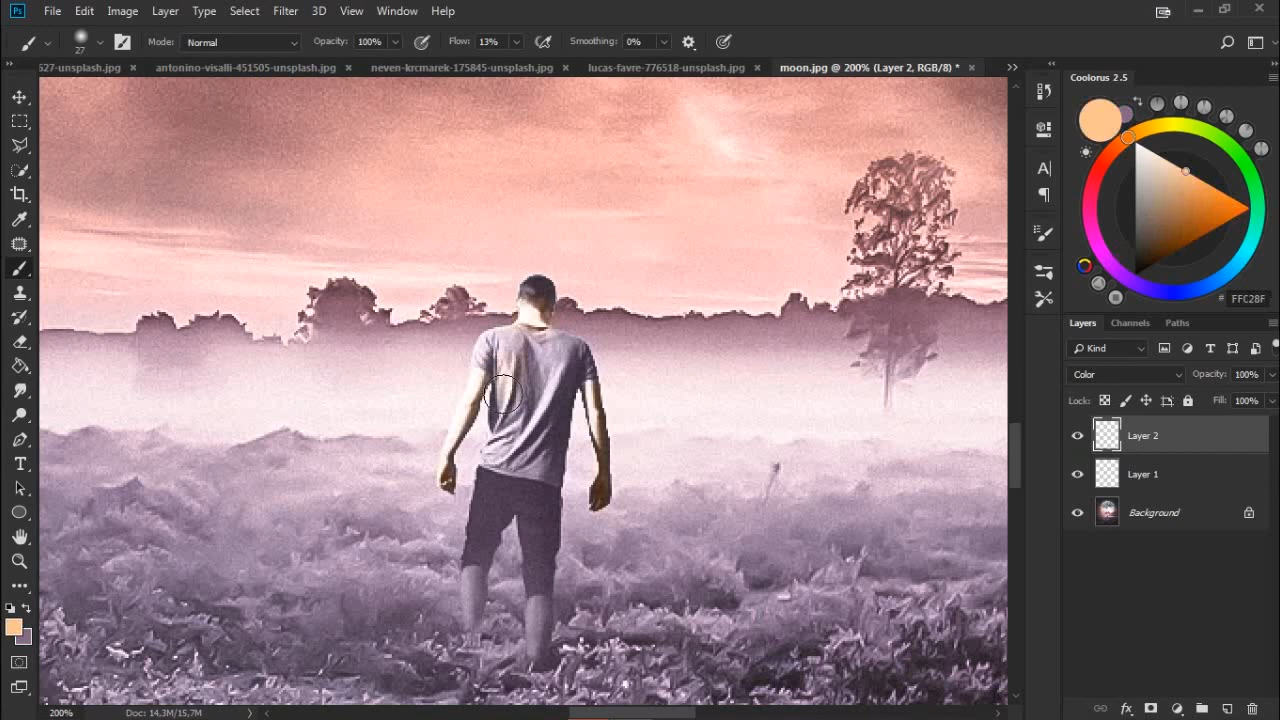 Ps File Edit Image Layer Type Select Filter 3D View Window Help
27 Mode: Normal Opacity: 100% Flow: 13% Smoothing: 0%
527-unsplash.jpg antonino-visalli-451505-unsplash.jpg neven-krcmarek-175845-unsplash.jpg lucas-favre-776518-unsplash.jpg moon.jpg @ 200% (Layer 2, RGB/8) *
Coolorus 2.5
# FFC28F
Layers Channels Paths
Kind
Color Opacity: 100%
Lock: Fill: 100%
Layer 2
Layer 1
Background
200% Doc: 14,3M/15,7M